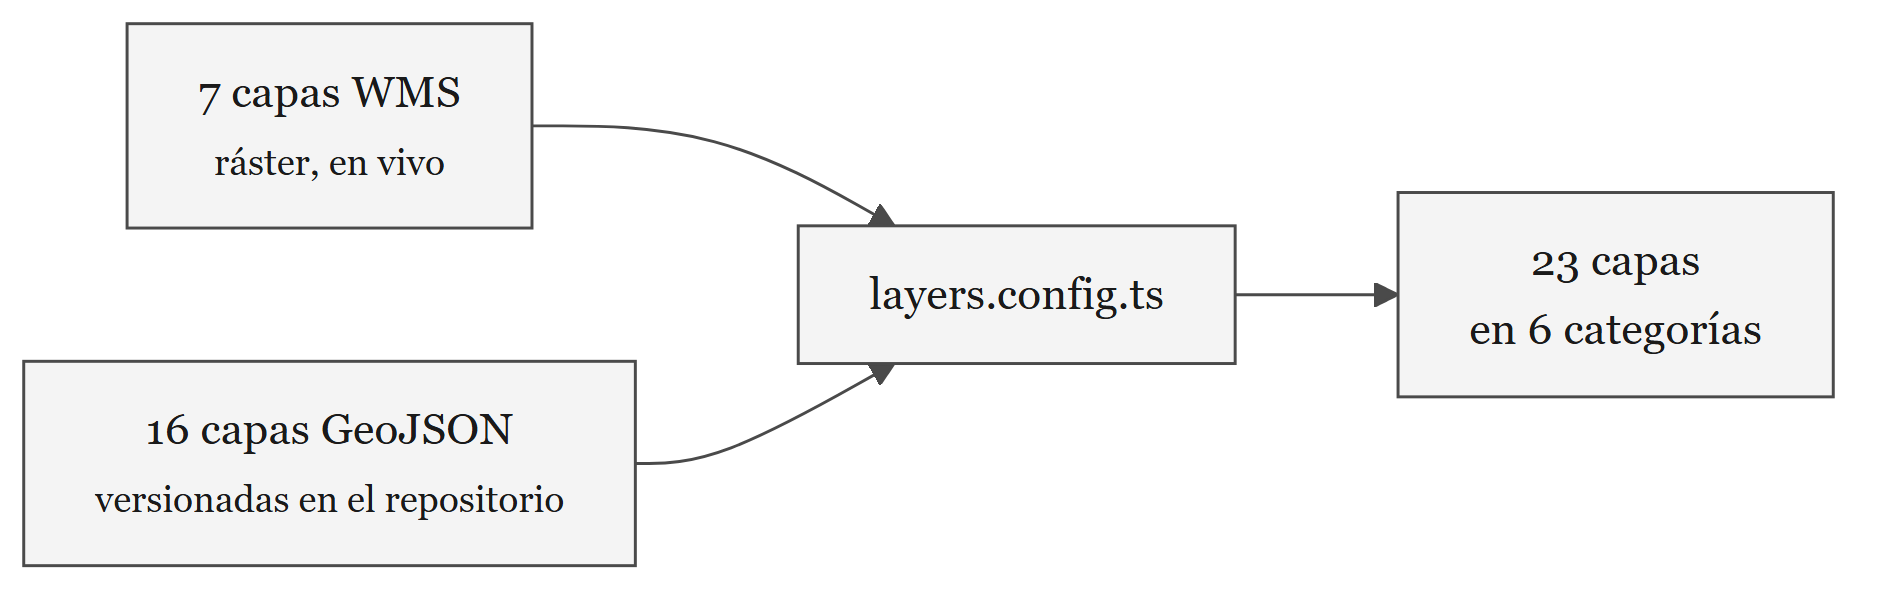 7 capas WMS
ráster, en vivo
16 capas GeoJSON
versionadas en el repositorio
layers.config.ts
23 capas
en 6 categorías